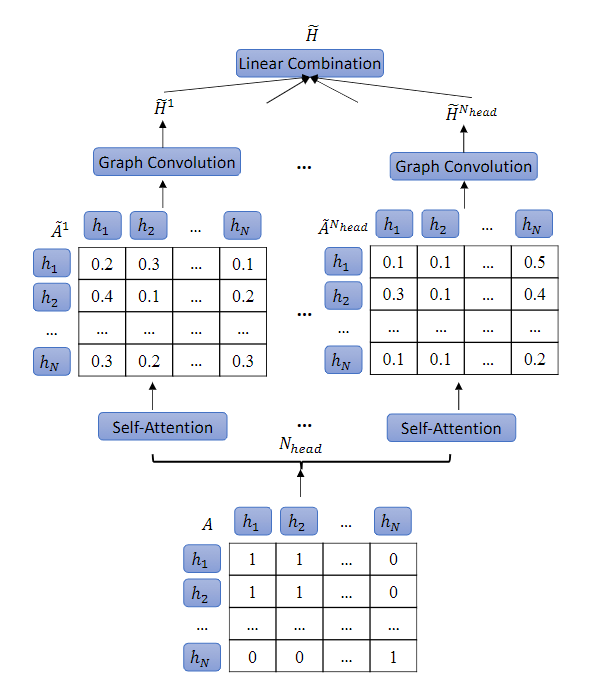 H̃
Linear Combination
H̃¹ H̃ᴺʰᵉᵃᵈ
Graph Convolution ... Graph Convolution
Ã¹ h₁ h₂ ... h_N
h₁ 0.2 0.3 ... 0.1
h₂ 0.4 0.1 ... 0.2
... ... ... ... ...
h_N 0.3 0.2 ... 0.3
...
Ãᴺʰᵉᵃᵈ h₁ h₂ ... h_N
h₁ 0.1 0.1 ... 0.5
h₂ 0.3 0.1 ... 0.4
... ... ... ... ...
h_N 0.1 0.1 ... 0.2
Self-Attention ... Self-Attention
N_head
A h₁ h₂ ... h_N
h₁ 1 1 ... 0
h₂ 1 1 ... 0
... ... ... ... ...
h_N 0 0 ... 1